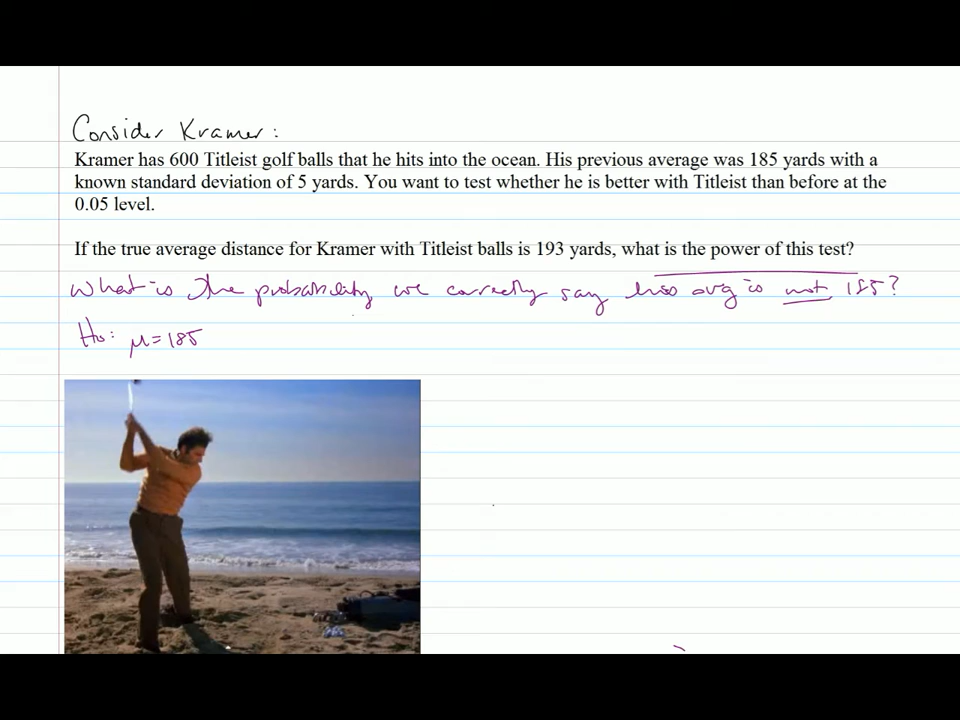 Consider Kramer:
Kramer has 600 Titleist golf balls that he hits into the ocean. His previous average was 185 yards with a
known standard deviation of 5 yards. You want to test whether he is better with Titleist than before at the
0.05 level.
If the true average distance for Kramer with Titleist balls is 193 yards, what is the power of this test?
What is the probability we correctly say his avg is not 185?
Ho: μ=185